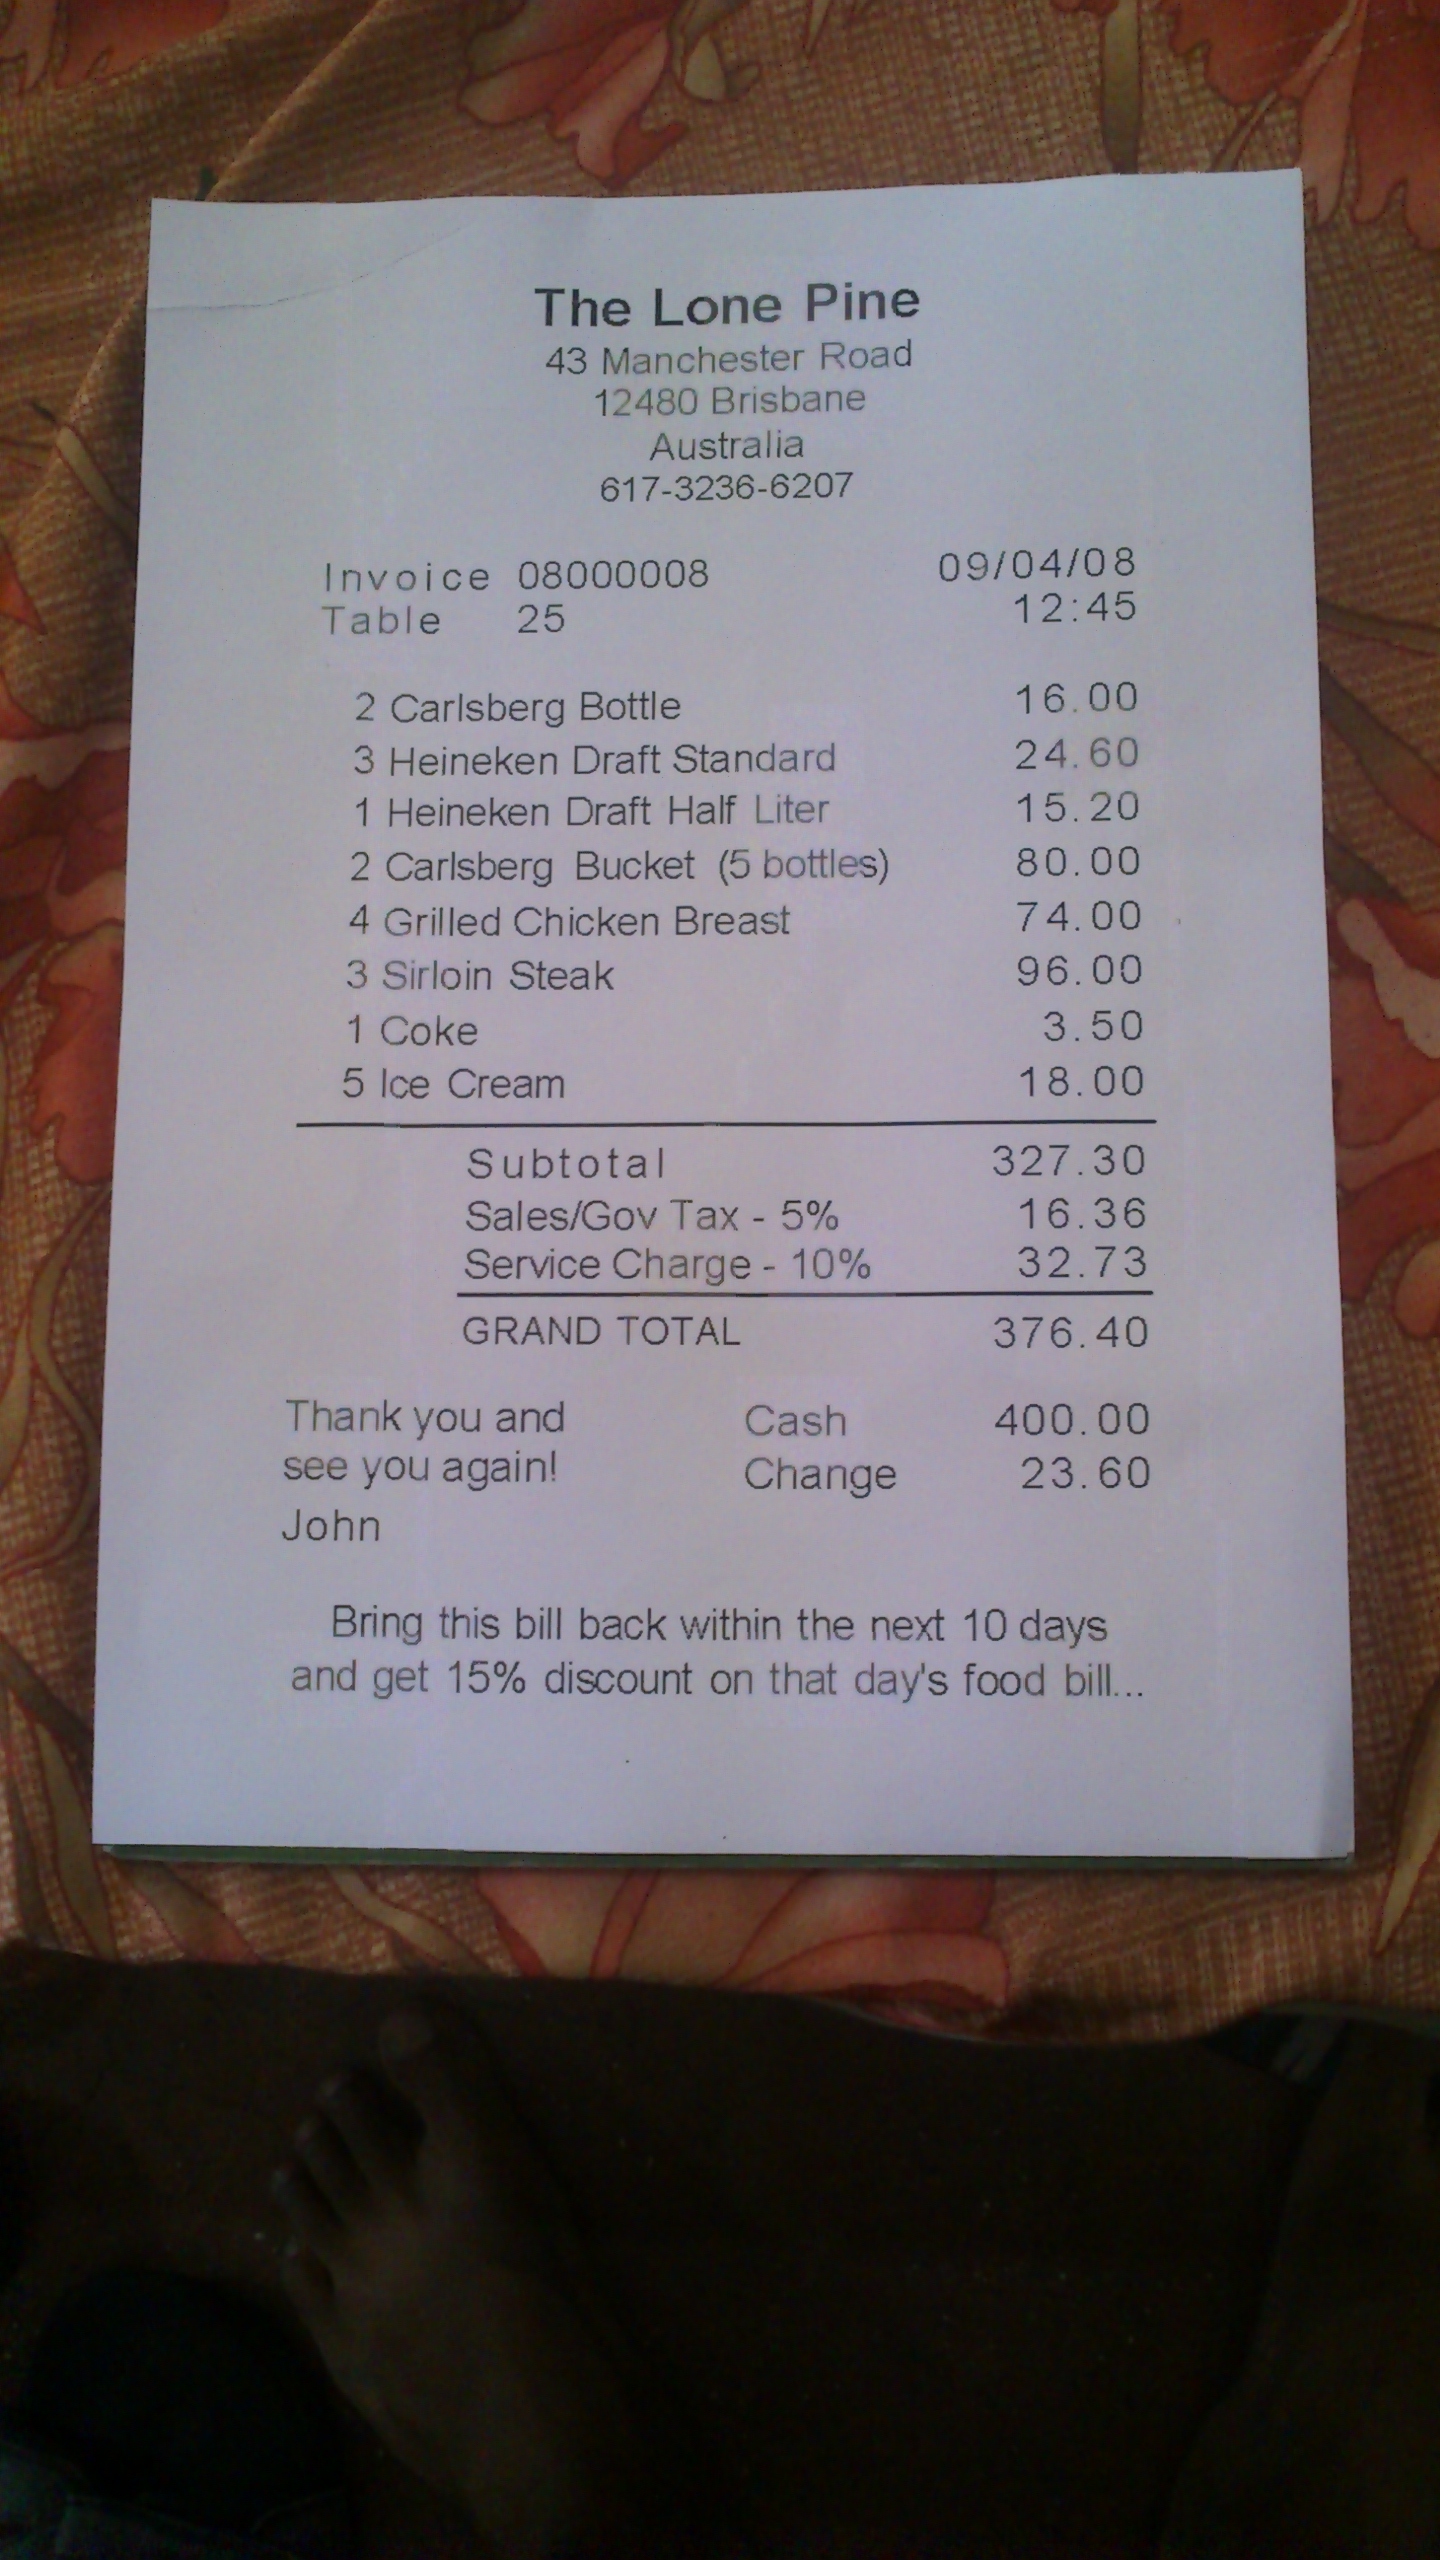 The Lone Pine
43 Manchester Road
12480 Brisbane
Australia
617-3236-6207
Invoice 08000008 09/04/08
Table 25 12:45
2 Carlsberg Bottle 16.00
3 Heineken Draft Standard 24.60
1 Heineken Draft Half Liter 15.20
2 Carlsberg Bucket (5 bottles) 80.00
4 Grilled Chicken Breast 74.00
3 Sirloin Steak 96.00
1 Coke 3.50
5 Ice Cream 18.00
Subtotal 327.30
Sales/Gov Tax - 5% 16.36
Service Charge - 10% 32.73
GRAND TOTAL 376.40
Thank you and Cash 400.00
see you again! Change 23.60
John
Bring this bill back within the next 10 days
and get 15% discount on that day's food bill...